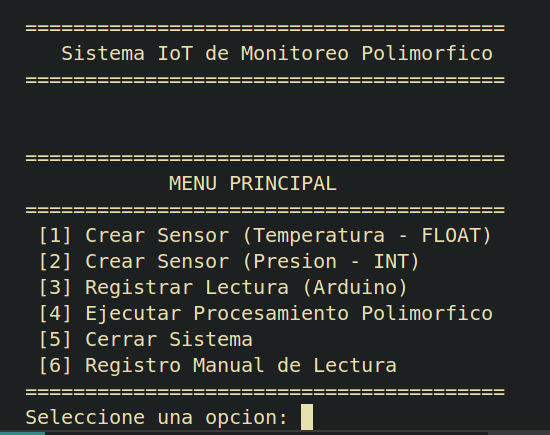 ========================================
Sistema IoT de Monitoreo Polimorfico
========================================
========================================
MENU PRINCIPAL
========================================
[1] Crear Sensor (Temperatura - FLOAT)
[2] Crear Sensor (Presion - INT)
[3] Registrar Lectura (Arduino)
[4] Ejecutar Procesamiento Polimorfico
[5] Cerrar Sistema
[6] Registro Manual de Lectura
========================================
Seleccione una opcion: